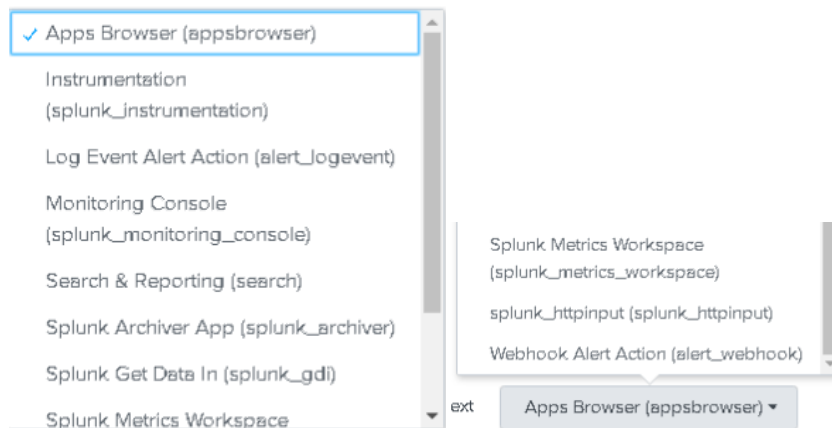 Apps Browser (appsbrowser)
Instrumentation
(splunk_instrumentation)
Log Event Alert Action (alert_logevent)
Monitoring Console
(splunk_monitoring_console)
Search & Reporting (search)
Splunk Archiver App (splunk_archiver)
Splunk Get Data In (splunk_gdi)
Splunk Metrics Workspace
Splunk Metrics Workspace
(splunk_metrics_workspace)
splunk_httpinput (splunk_httpinput)
Webhook Alert Action (alert_webhook)
ext
Apps Browser (appsbrowser)